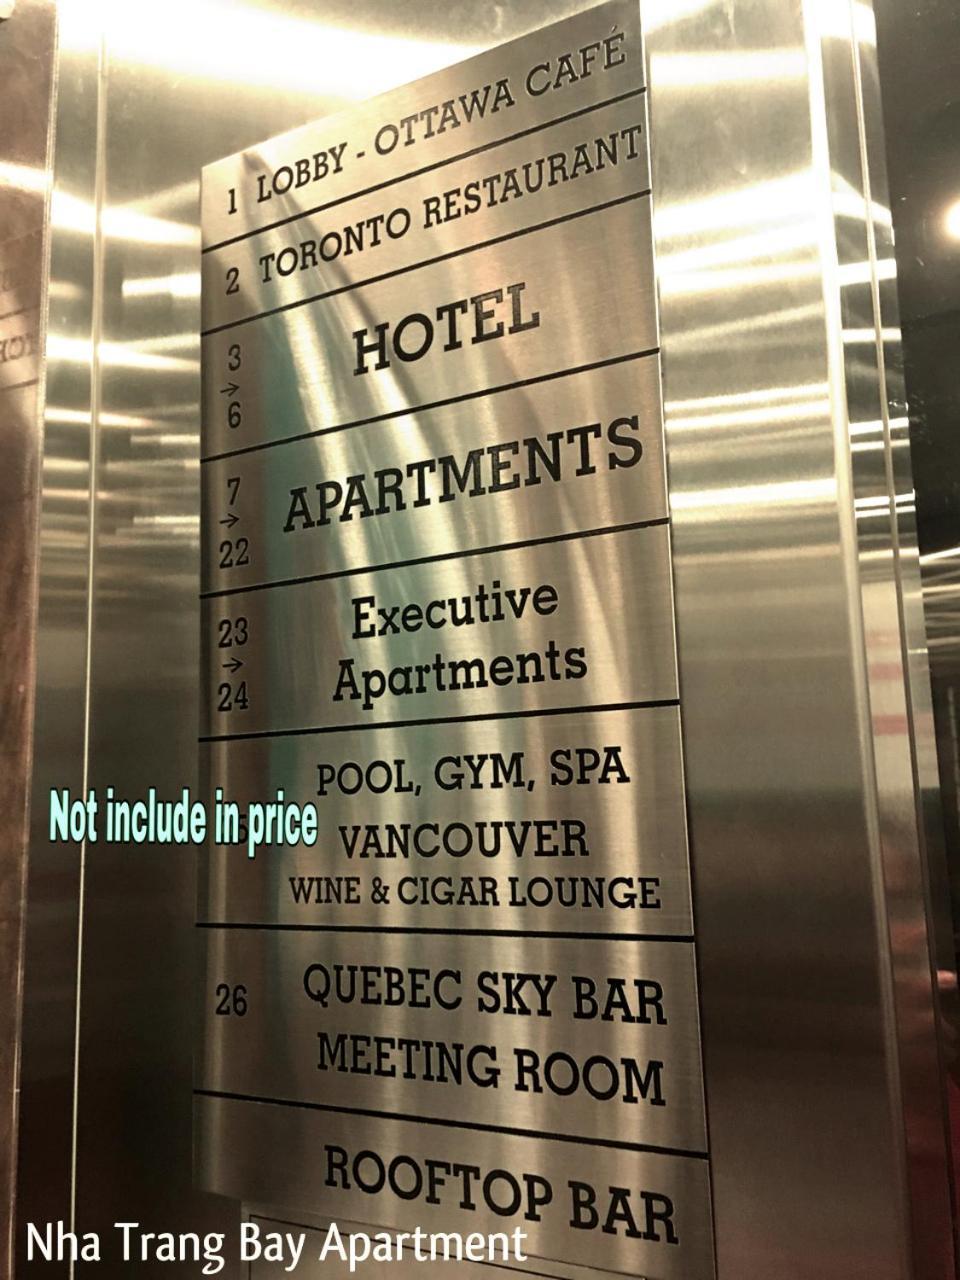 1 LOBBY - OTTAWA CAFÉ
2 TORONTO RESTAURANT
3 → 6 HOTEL
7 → 22 APARTMENTS
23 → 24 Executive
Apartments
POOL, GYM, SPA
Not include in price
VANCOUVER
WINE & CIGAR LOUNGE
26 QUEBEC SKY BAR
MEETING ROOM
ROOFTOP BAR
Nha Trang Bay Apartment